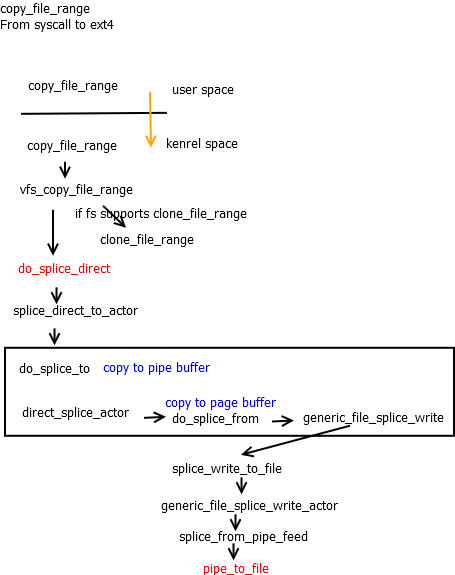 copy_file_range
From syscall to ext4
copy_file_range
user space
copy_file_range
kenrel space
vfs_copy_file_range
if fs supports clone_file_range
clone_file_range
do_splice_direct
splice_direct_to_actor
do_splice_to copy to pipe buffer
copy to page buffer
direct_splice_actor do_splice_from generic_file_splice_write
splice_write_to_file
generic_file_splice_write_actor
splice_from_pipe_feed
pipe_to_file